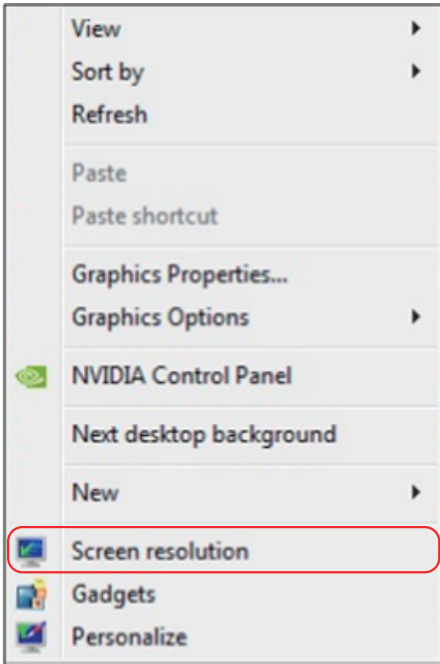 View
Sort by
Refresh
Paste
Paste shortcut
Graphics Properties...
Graphics Options
NVIDIA Control Panel
Next desktop background
New
Screen resolution
Gadgets
Personalize